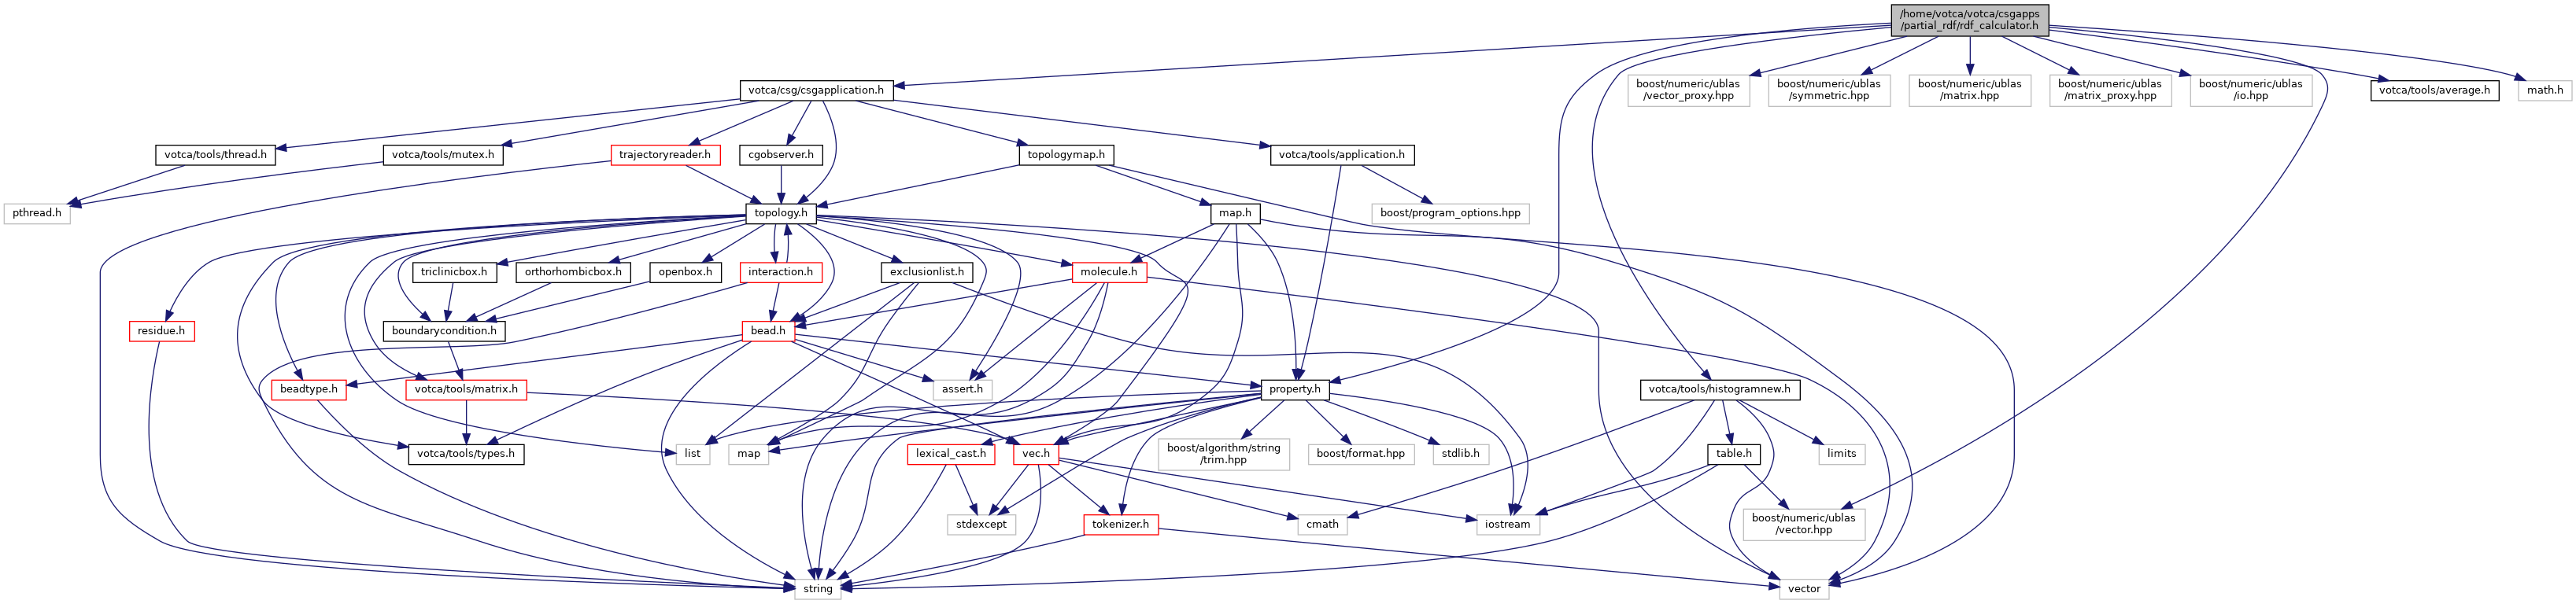 /home/votca/votca/csgapps
/partial_rdf/rdf_calculator.h
votca/csg/csgapplication.h
boost/numeric/ublas
/vector_proxy.hpp
boost/numeric/ublas
/symmetric.hpp
boost/numeric/ublas
/matrix.hpp
boost/numeric/ublas
/matrix_proxy.hpp
boost/numeric/ublas
/io.hpp
votca/tools/average.h
math.h
votca/tools/thread.h
votca/tools/mutex.h
trajectoryreader.h
cgobserver.h
topologymap.h
votca/tools/application.h
pthread.h
topology.h
map.h
boost/program_options.hpp
triclinicbox.h
orthorhombicbox.h
openbox.h
interaction.h
exclusionlist.h
molecule.h
residue.h
boundarycondition.h
bead.h
beadtype.h
votca/tools/matrix.h
assert.h
property.h
votca/tools/histogramnew.h
votca/tools/types.h
list
map
lexical_cast.h
vec.h
boost/algorithm/string
/trim.hpp
boost/format.hpp
stdlib.h
table.h
limits
stdexcept
tokenizer.h
cmath
iostream
boost/numeric/ublas
/vector.hpp
string
vector